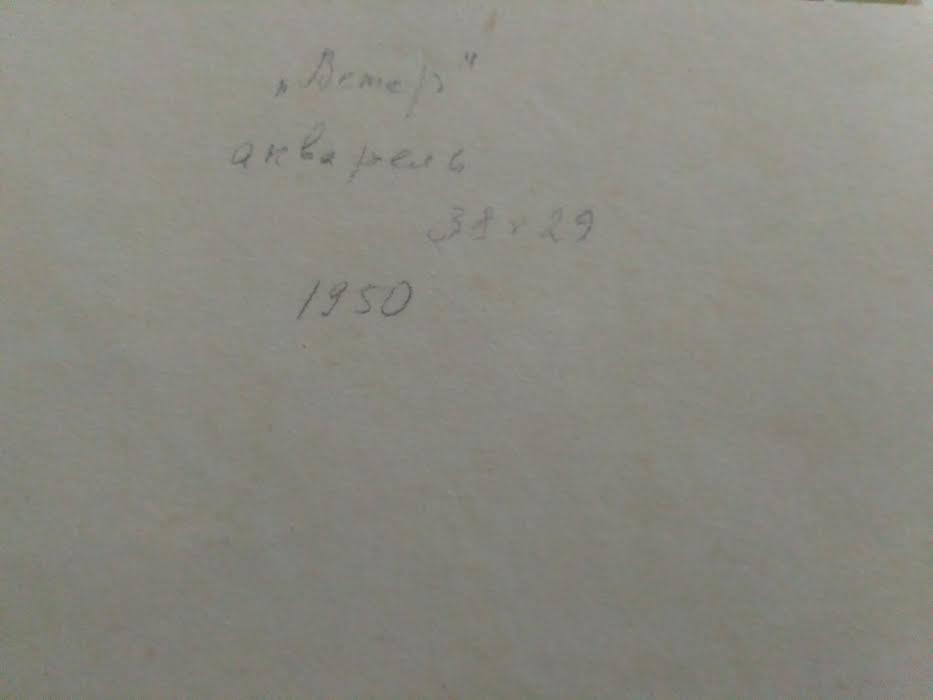 „Ветер"
акварель
38 x 29
1950